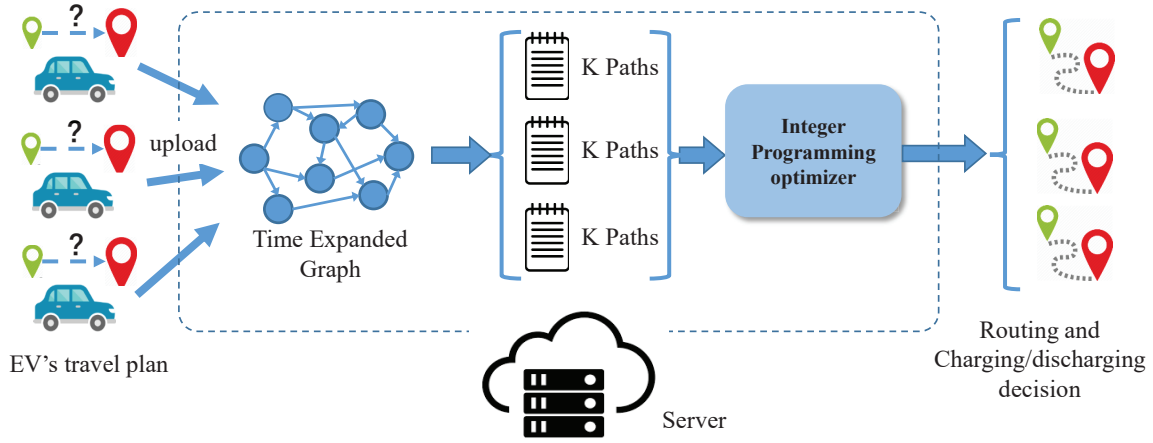 ?
?
?
upload
EV's travel plan
Time Expanded
Graph
K Paths
K Paths
K Paths
Integer
Programming
optimizer
Server
Routing and
Charging/discharging
decision